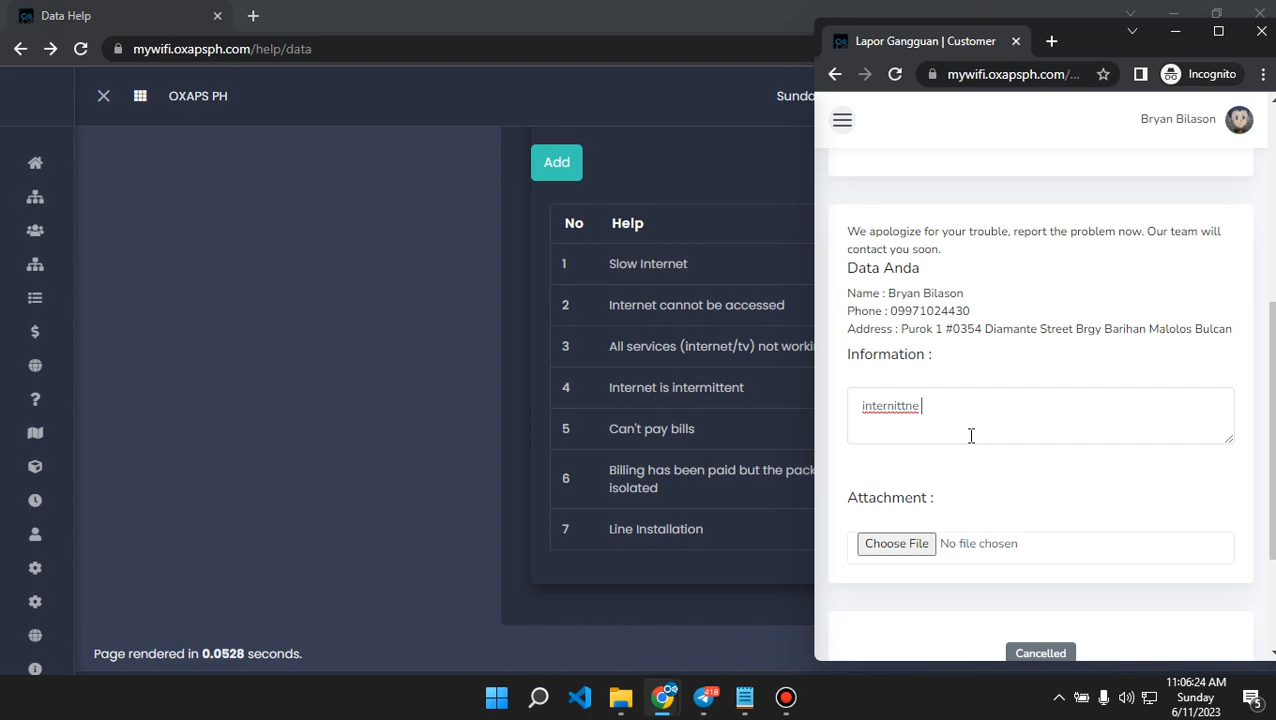 Data Help
mywifi.oxapsph.com/help/data
OXAPS PH
Sunda
Add
No Help
1 Slow Internet
2 Internet cannot be accessed
3 All services (internet/tv) not worki
4 Internet is intermittent
5 Can't pay bills
6 Billing has been paid but the pack
isolated
7 Line Installation
Page rendered in 0.0528 seconds.
Lapor Gangguan | Customer
mywifi.oxapsph.com/...
Incognito
Bryan Bilason
We apologize for your trouble, report the problem now. Our team will
contact you soon.
Data Anda
Name : Bryan Bilason
Phone : 09971024430
Address : Purok 1 #0354 Diamante Street Brgy Barihan Malolos Bulcan
Information :
internittne
Attachment :
Choose File No file chosen
Cancelled
418
11:06:24 AM
Sunday
6/11/2023
5